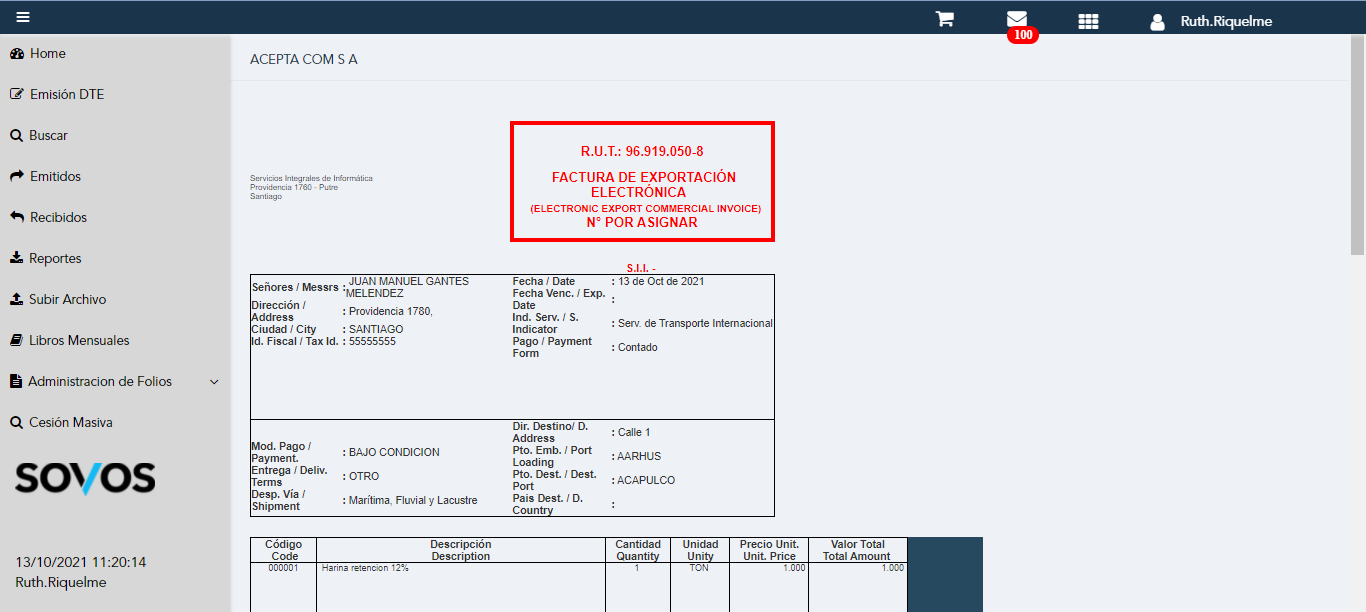 Ruth.Riquelme
100
Home
Emisión DTE
Buscar
Emitidos
Recibidos
Reportes
Subir Archivo
Libros Mensuales
Administracion de Folios
Cesión Masiva
SOVOS
13/10/2021 11:20:14
Ruth.Riquelme
ACEPTA COM S A
Servicios Integrales de Informática
Providencia 1760 - Putre
Santiago
R.U.T.: 96.919.050-8
FACTURA DE EXPORTACIÓN
ELECTRÓNICA
(ELECTRONIC EXPORT COMMERCIAL INVOICE)
N° POR ASIGNAR
S.I.I. -
Señores / Messrs : JUAN MANUEL GANTES
MELENDEZ
Dirección /
Address : Providencia 1780,
Ciudad / City : SANTIAGO
Id. Fiscal / Tax Id. : 55555555
Fecha / Date : 13 de Oct de 2021
Fecha Venc. / Exp.
Date :
Ind. Serv. / S.
Indicator : Serv. de Transporte Internacional
Pago / Payment
Form : Contado
Mod. Pago /
Payment. : BAJO CONDICION
Entrega / Deliv.
Terms : OTRO
Desp. Vía /
Shipment : Marítima, Fluvial y Lacustre
Dir. Destino/ D.
Address : Calle 1
Pto. Emb. / Port
Loading : AARHUS
Pto. Dest. / Dest.
Port : ACAPULCO
Pais Dest. / D.
Country :
Código Descripción Cantidad Unidad Precio Unit. Valor Total
Code Description Quantity Unity Unit. Price Total Amount
000001 Harina retencion 12% 1 TON 1.000 1.000